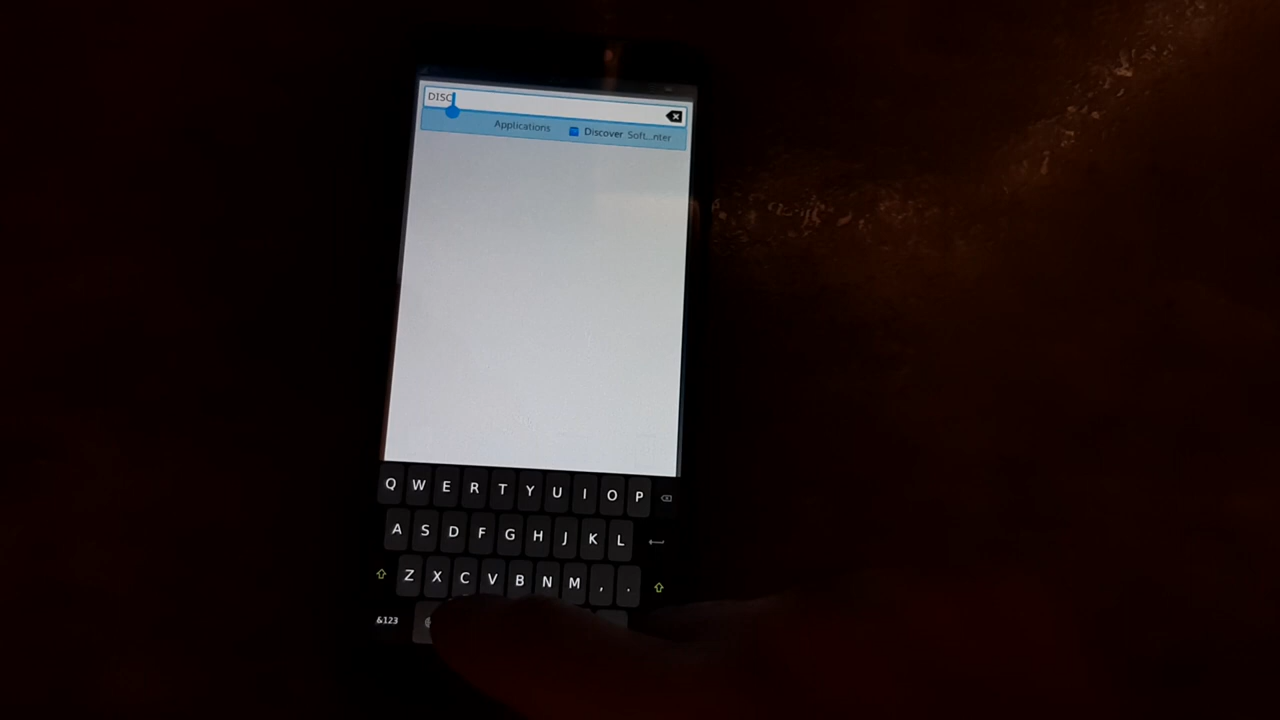 DISC
Applications Discover Soft...nter
Q W E R T Y U I O P
A S D F G H J K L
Z X C V B N M , .
&123